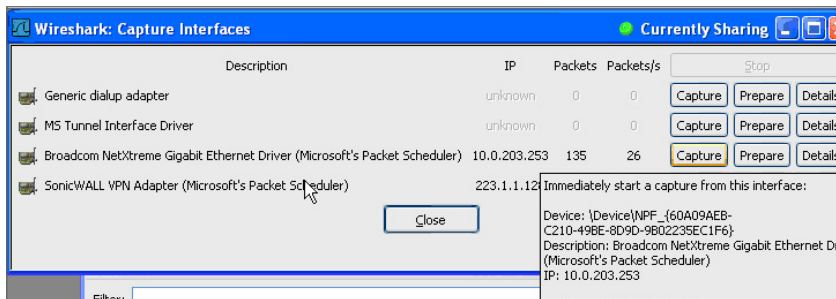 Wireshark: Capture Interfaces
Currently Sharing
Description IP Packets Packets/s Stop
Generic dialup adapter unknown 0 0 Capture Prepare Details
MS Tunnel Interface Driver unknown 0 0 Capture Prepare Details
Broadcom NetXtreme Gigabit Ethernet Driver (Microsoft's Packet Scheduler) 10.0.203.253 135 26 Capture Prepare Details
SonicWALL VPN Adapter (Microsoft's Packet Scheduler) 223.1.1.12
Immediately start a capture from this interface:
Close
Device: \Device\NPF_{60A09AEB-
C210-49BE-8D9D-9B02235EC1F6}
Description: Broadcom NetXtreme Gigabit Ethernet
(Microsoft's Packet Scheduler)
IP: 10.0.203.253
Filter: